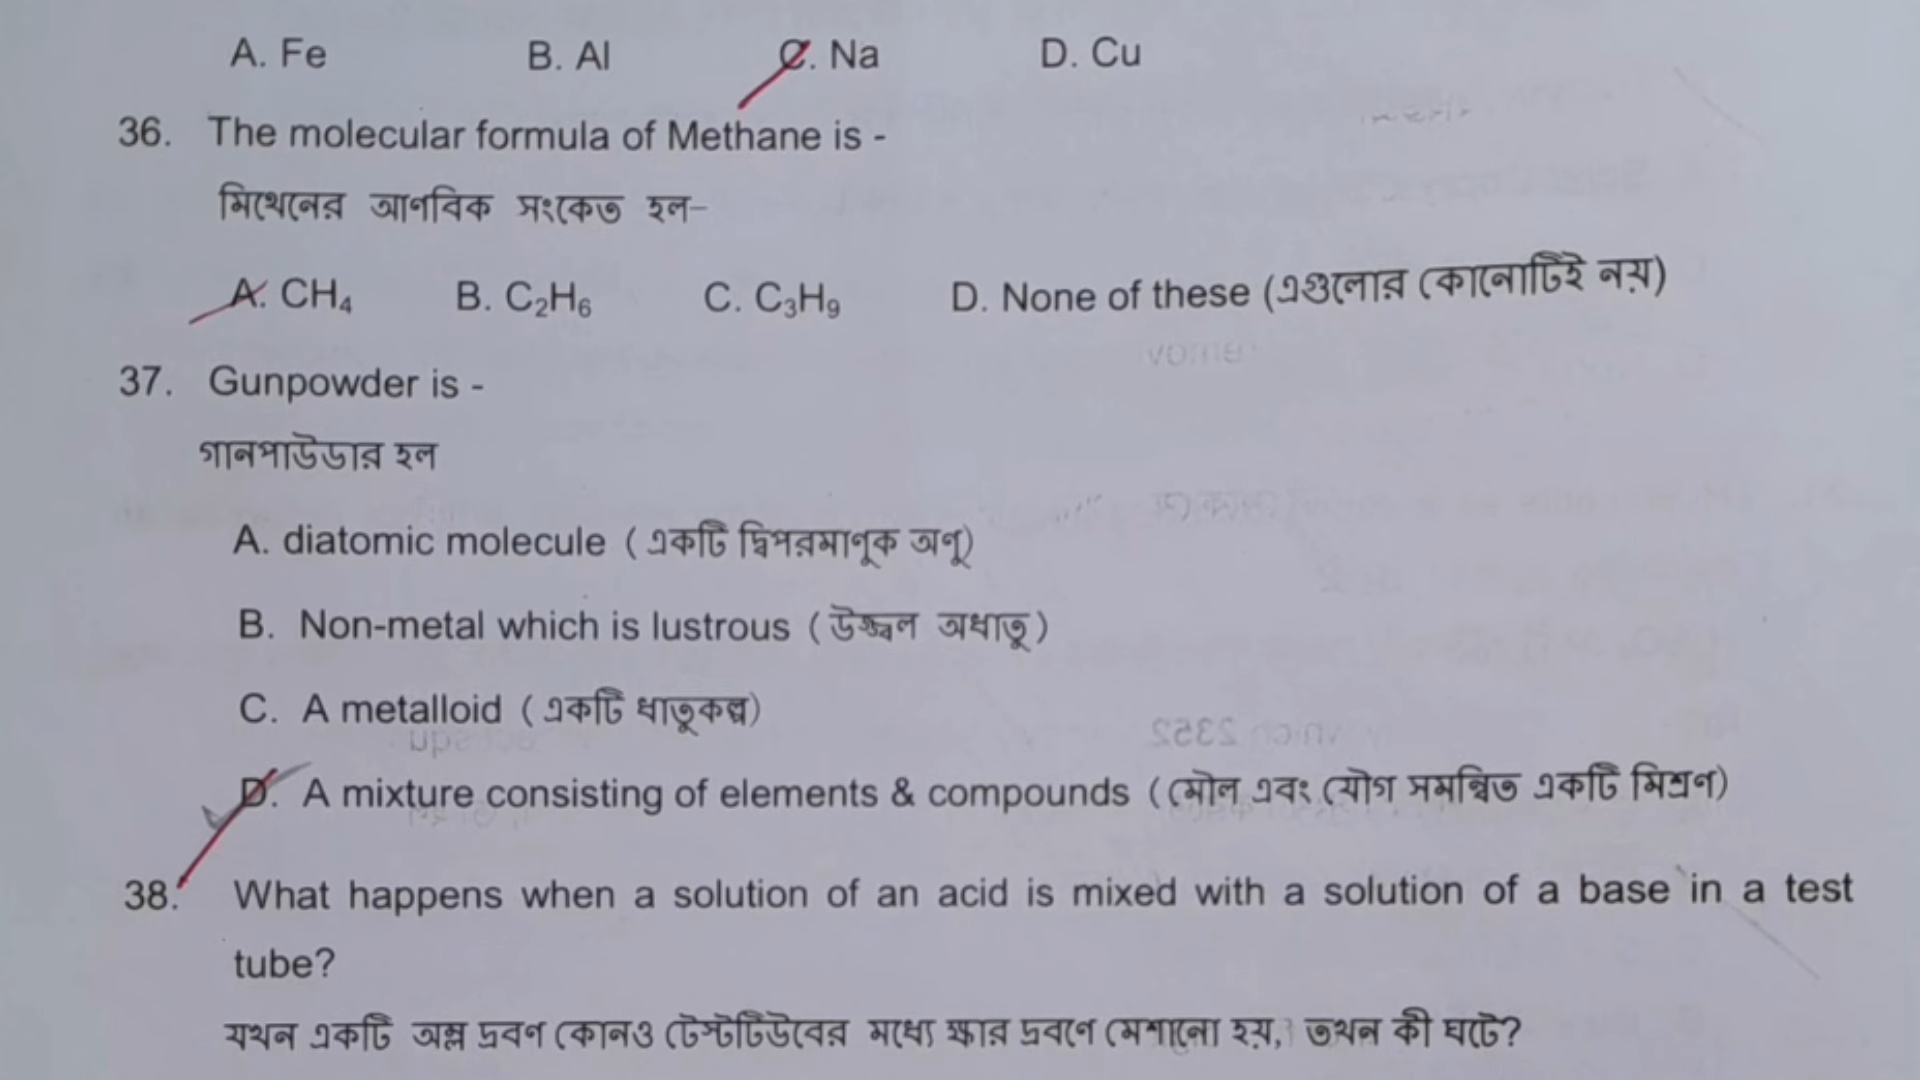 A. Fe B. Al C. Na D. Cu
36. The molecular formula of Methane is -
মিথেনের আণবিক সংকেত হল–
A. CH₄ B. C₂H₆ C. C₃H₉ D. None of these (এগুলোর কোনোটিই নয়)
37. Gunpowder is -
গানপাউডার হল
A. diatomic molecule ( একটি দ্বিপরমাণুক অণু)
B. Non-metal which is lustrous ( উজ্জ্বল অধাতু )
C. A metalloid ( একটি ধাতুকল্প)
D. A mixture consisting of elements & compounds ( মৌল এবং যৌগ সমন্বিত একটি মিশ্রণ)
38. What happens when a solution of an acid is mixed with a solution of a base in a test
tube?
যখন একটি অম্ল দ্রবণ কোনও টেস্টটিউবের মধ্যে ক্ষার দ্রবণে মেশানো হয়, তখন কী ঘটে?